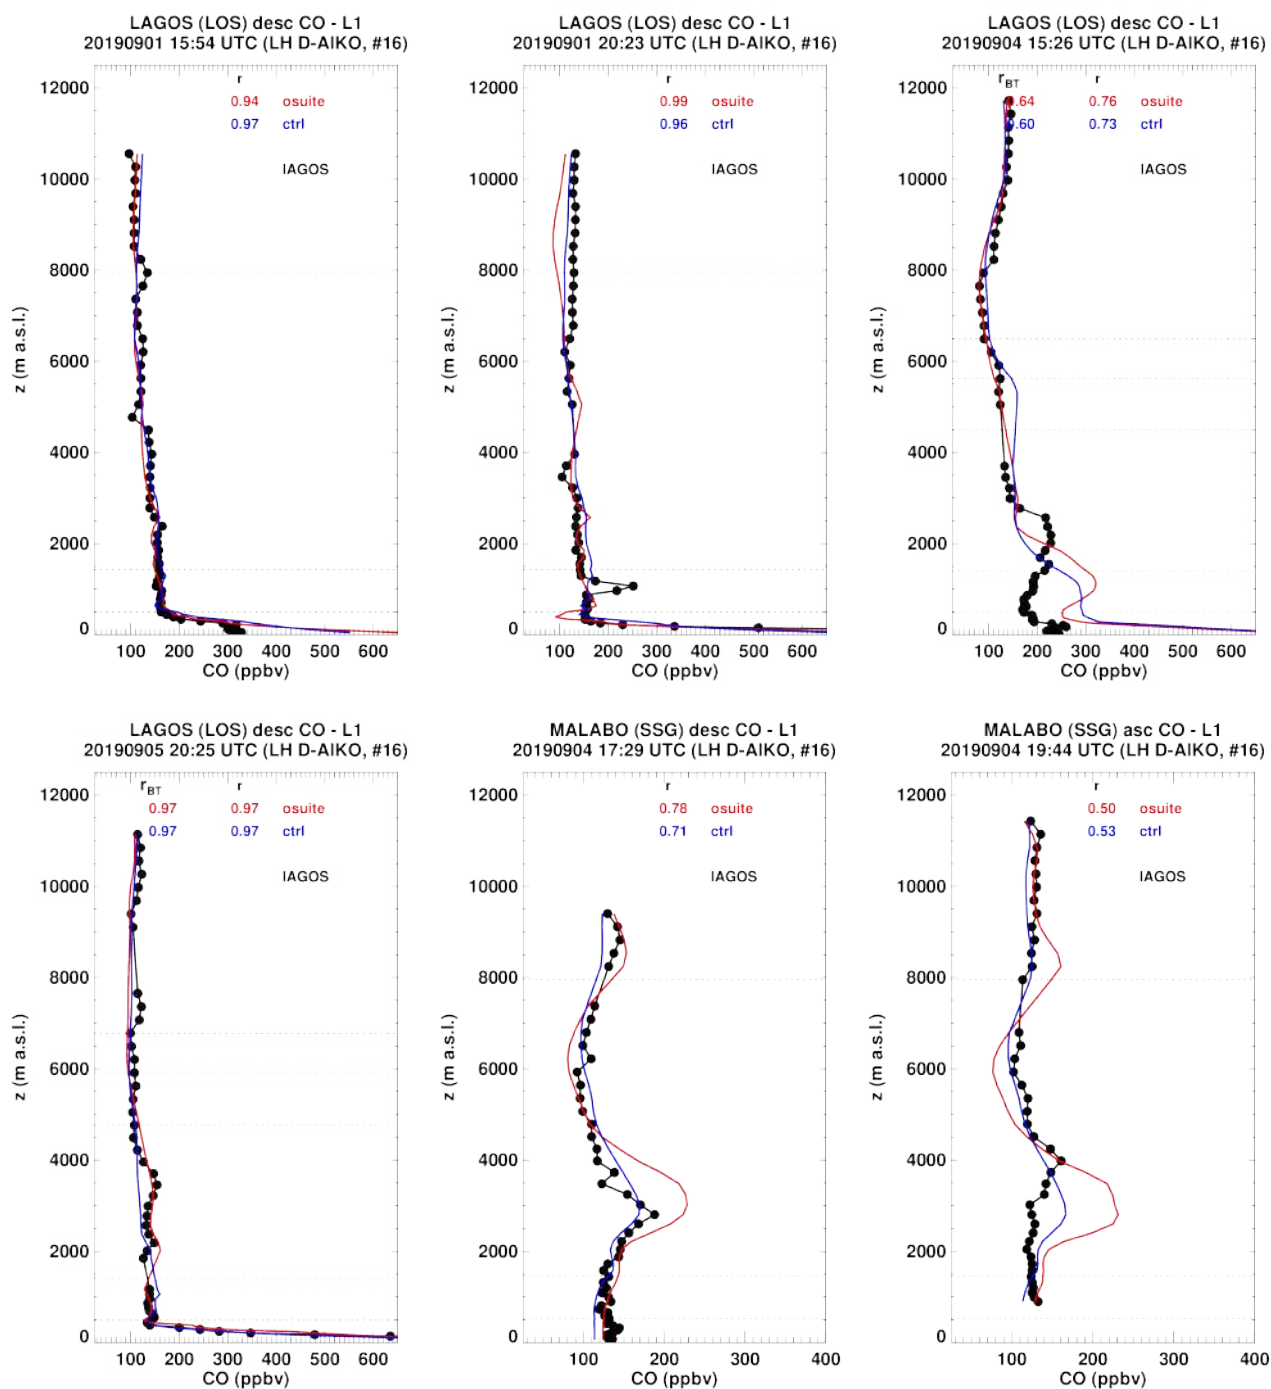 LAGOS (LOS) desc CO - L1
20190901 15:54 UTC (LH D-AIKO, #16)
r
0.94 osuite
0.97 ctrl
IAGOS
12000
10000
8000
6000
4000
2000
0
z (m a.s.l.)
100 200 300 400 500 600
CO (ppbv)
LAGOS (LOS) desc CO - L1
20190901 20:23 UTC (LH D-AIKO, #16)
r
0.99 osuite
0.96 ctrl
IAGOS
12000
10000
8000
6000
4000
2000
0
z (m a.s.l.)
100 200 300 400 500 600
CO (ppbv)
LAGOS (LOS) desc CO - L1
20190904 15:26 UTC (LH D-AIKO, #16)
rBT r
0.64 0.76 osuite
0.60 0.73 ctrl
IAGOS
12000
10000
8000
6000
4000
2000
0
z (m a.s.l.)
100 200 300 400 500 600
CO (ppbv)
LAGOS (LOS) desc CO - L1
20190905 20:25 UTC (LH D-AIKO, #16)
rBT r
0.97 0.97 osuite
0.97 0.97 ctrl
IAGOS
12000
10000
8000
6000
4000
2000
0
z (m a.s.l.)
100 200 300 400 500 600
CO (ppbv)
MALABO (SSG) desc CO - L1
20190904 17:29 UTC (LH D-AIKO, #16)
r
0.78 osuite
0.71 ctrl
IAGOS
12000
10000
8000
6000
4000
2000
0
z (m a.s.l.)
100 200 300 400
CO (ppbv)
MALABO (SSG) asc CO - L1
20190904 19:44 UTC (LH D-AIKO, #16)
r
0.50 osuite
0.53 ctrl
IAGOS
12000
10000
8000
6000
4000
2000
0
z (m a.s.l.)
100 200 300 400
CO (ppbv)